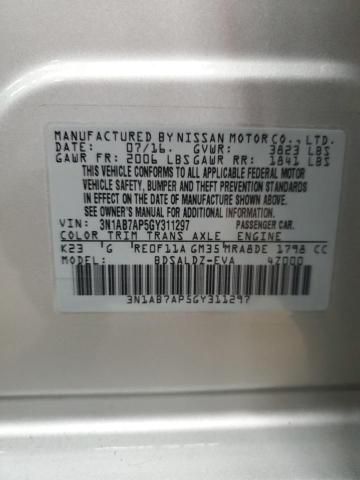 MANUFACTURED BY NISSAN MOTOR CO., LTD.
DATE: 07/16. GVWR: 3823 LBS
GAWR FR: 2006 LBS GAWR RR: 1841 LBS
THIS VEHICLE CONFORMS TO ALL APPLICABLE FEDERAL MOTOR
VEHICLE SAFETY, BUMPER AND THEFT PREVENTION STANDARDS
IN EFFECT ON THE DATE OF MANUFACTURE SHOWN ABOVE.
SEE OWNER'S MANUAL FOR ADDITIONAL INFORMATION.
VIN: 3N1AB7AP5GY311297 PASSENGER CAR.
COLOR TRIM TRANS AXLE ENGINE
K23 G RE0F11A GM35 MRA8DE 1798 CC
BDSALDZ-EVA 4Z000
3N1AB7AP5GY311297